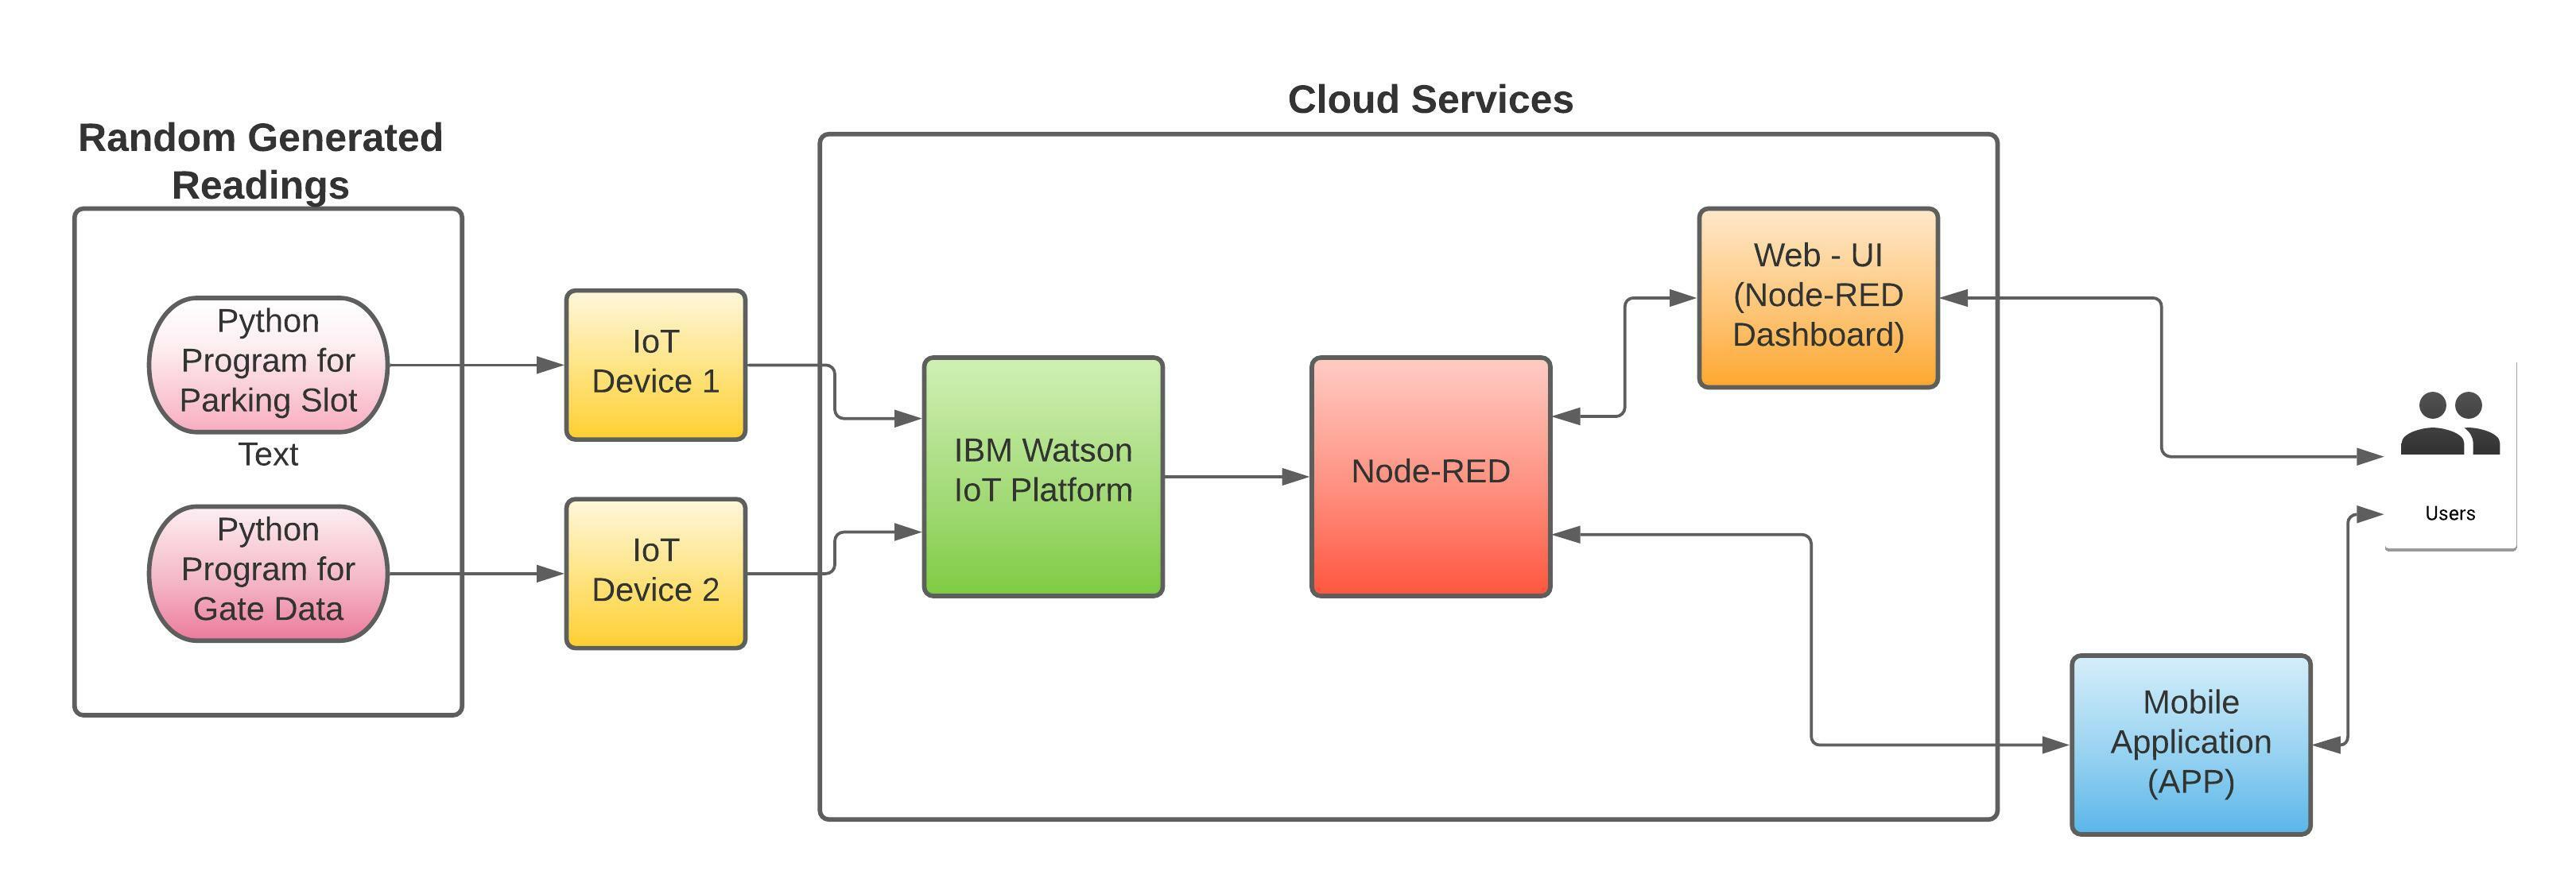 Cloud Services
Random Generated
Readings
Python
Program for
Parking Slot
Text
Python
Program for
Gate Data
IoT
Device 1
IoT
Device 2
IBM Watson
IoT Platform
Node-RED
Web - UI
(Node-RED
Dashboard)
Users
Mobile
Application
(APP)